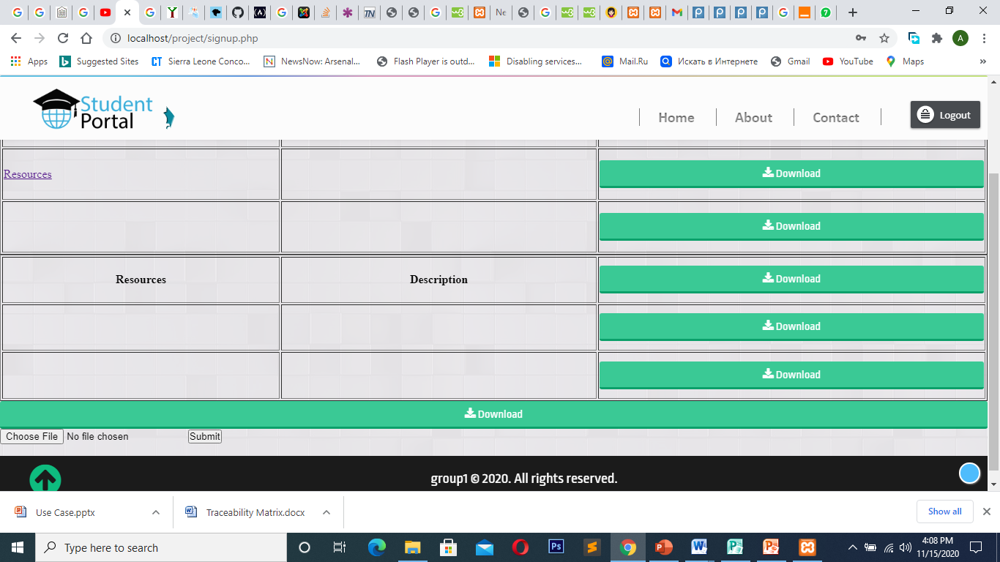 localhost/project/signup.php
A
Apps
Suggested Sites
Sierra Leone Conco...
NewsNow: Arsenal...
Flash Player is outd...
Disabling services...
Mail.Ru
Искать в Интернете
Gmail
YouTube
Maps
»
Student
Portal
Home
About
Contact
Logout
Resources
Download
Download
Resources
Description
Download
Download
Download
Download
Choose File No file chosen
Submit
group1 © 2020. All rights reserved.
Use Case.pptx
Traceability Matrix.docx
Show all
Type here to search
4:08 PM
11/15/2020